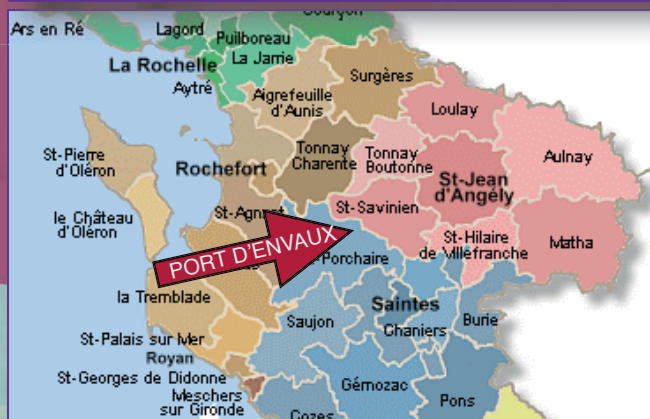 Ars en Ré
Lagord
Puilboreau
La Rochelle
La Jarrie
Aytré
Aigrefeuille
d'Aunis
Surgères
Loulay
St-Pierre
d'Oléron
Rochefort
Tonnay
Charente
Tonnay
Boutonne
Aulnay
St-Jean
d'Angély
le Château
d'Oléron
St-Agnant
St-Savinien
PORT D'ENVAUX
Porchaire
St-Hilaire
de Villefranche
Matha
la Tremblade
Saintes
Saujon
Chaniers
Burie
St-Palais sur Mer
Royan
St-Georges de Didonne
Meschers
sur Gironde
Gémozac
Pons
Cozes